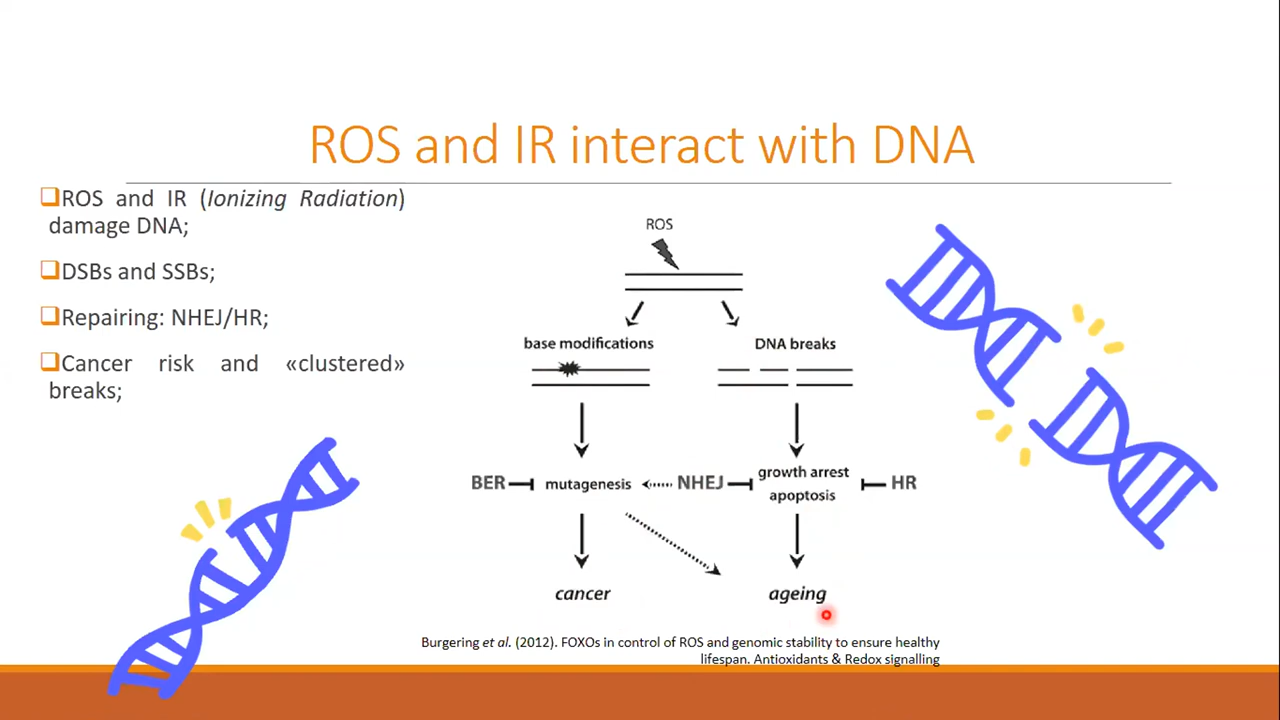 ROS and IR interact with DNA
❑ROS and IR (Ionizing Radiation)
damage DNA;
❑DSBs and SSBs;
❑Repairing: NHEJ/HR;
❑Cancer risk and «clustered»
breaks;
ROS
base modifications
DNA breaks
BER
mutagenesis
NHEJ
growth arrest
apoptosis
HR
cancer
ageing
Burgering et al. (2012). FOXOs in control of ROS and genomic stability to ensure healthy
lifespan. Antioxidants & Redox signalling